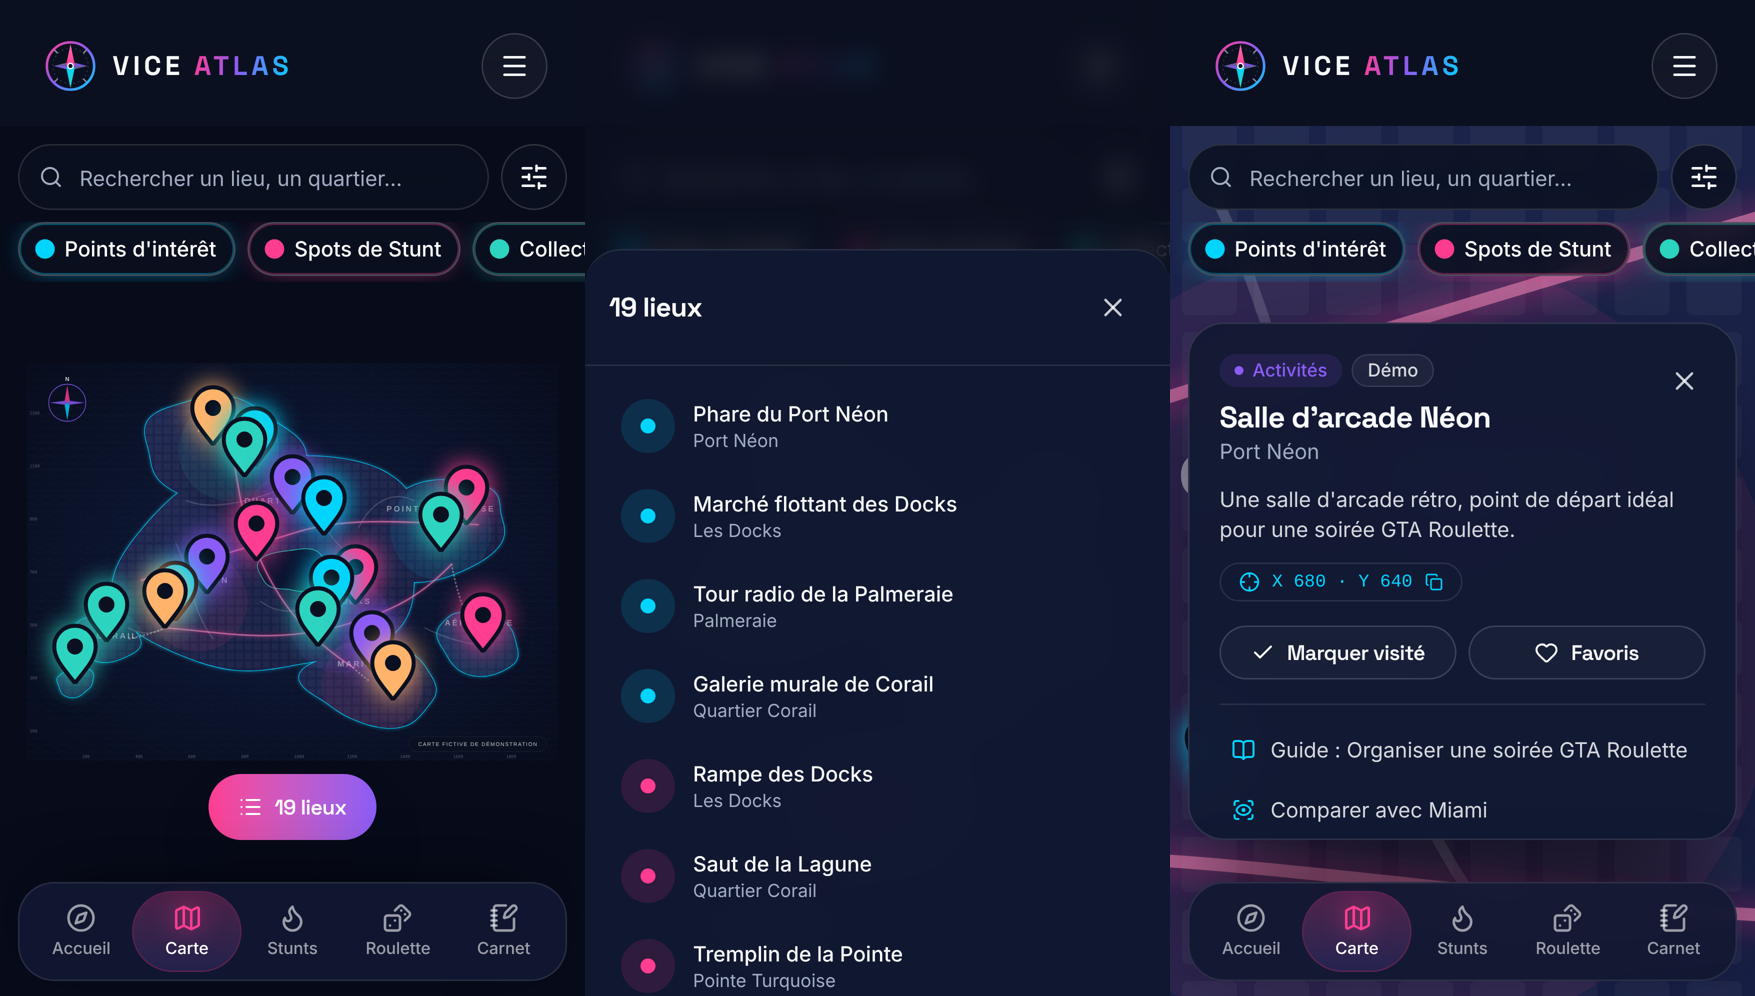 VICE ATLAS
Rechercher un lieu, un quartier...
Points d'intérêt
Spots de Stunt
Collect
N
CARTE FICTIVE DE DÉMONSTRATION
19 lieux
Accueil
Carte
Stunts
Roulette
Carnet
19 lieux
Phare du Port Néon
Port Néon
Marché flottant des Docks
Les Docks
Tour radio de la Palmeraie
Palmeraie
Galerie murale de Corail
Quartier Corail
Rampe des Docks
Les Docks
Saut de la Lagune
Quartier Corail
Tremplin de la Pointe
Pointe Turquoise
VICE ATLAS
Rechercher un lieu, un quartier...
Points d'intérêt
Spots de Stunt
Collect
Activités
Démo
Salle d'arcade Néon
Port Néon
Une salle d'arcade rétro, point de départ idéal
pour une soirée GTA Roulette.
X 680 · Y 640
Marquer visité
Favoris
Guide : Organiser une soirée GTA Roulette
Comparer avec Miami
Accueil
Carte
Stunts
Roulette
Carnet